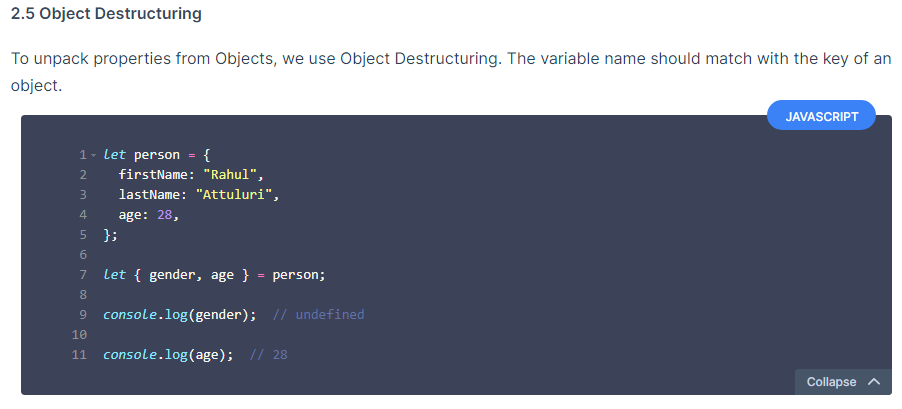 2.5 Object Destructuring
To unpack properties from Objects, we use Object Destructuring. The variable name should match with the key of an
object.
JAVASCRIPT
1 let person = {
2   firstName: "Rahul",
3   lastName: "Attuluri",
4   age: 28,
5 };
6
7 let { gender, age } = person;
8
9 console.log(gender);  // undefined
10
11 console.log(age);  // 28
Collapse